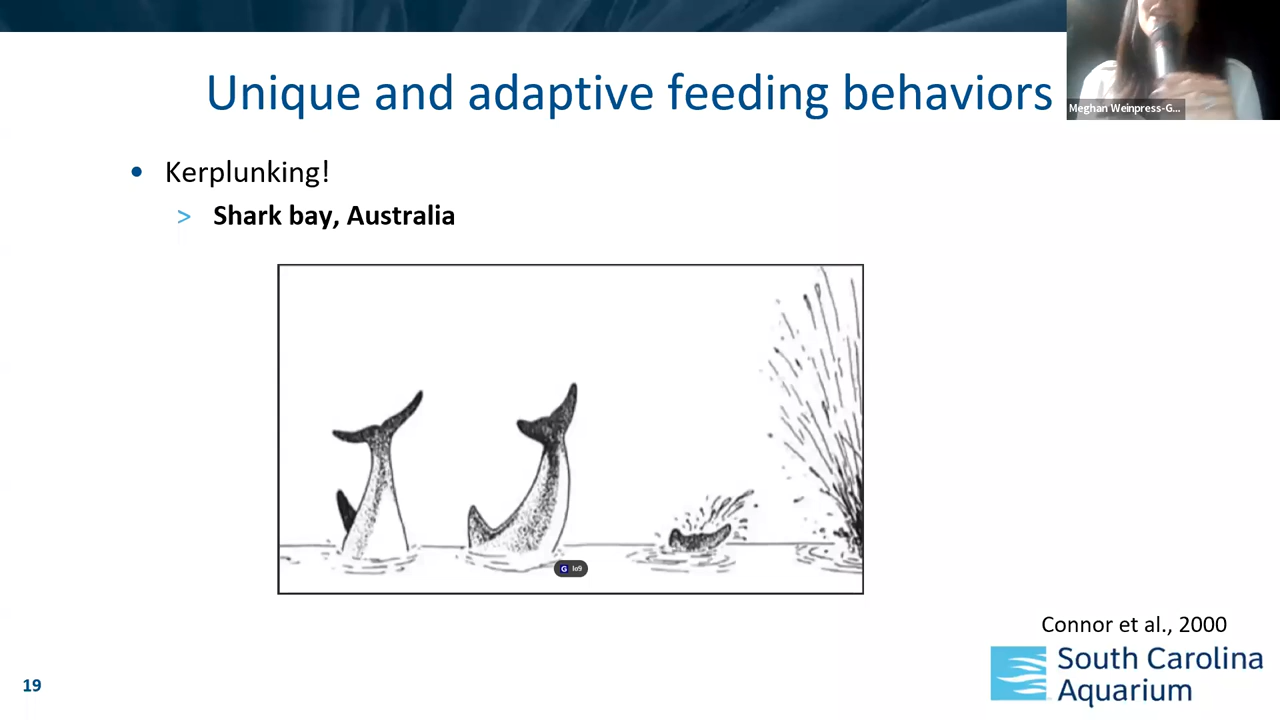 Unique and adaptive feeding behaviors
Meghan Weinpress-G...
• Kerplunking!
> Shark bay, Australia
G Io9
Connor et al., 2000
South Carolina
Aquarium
19